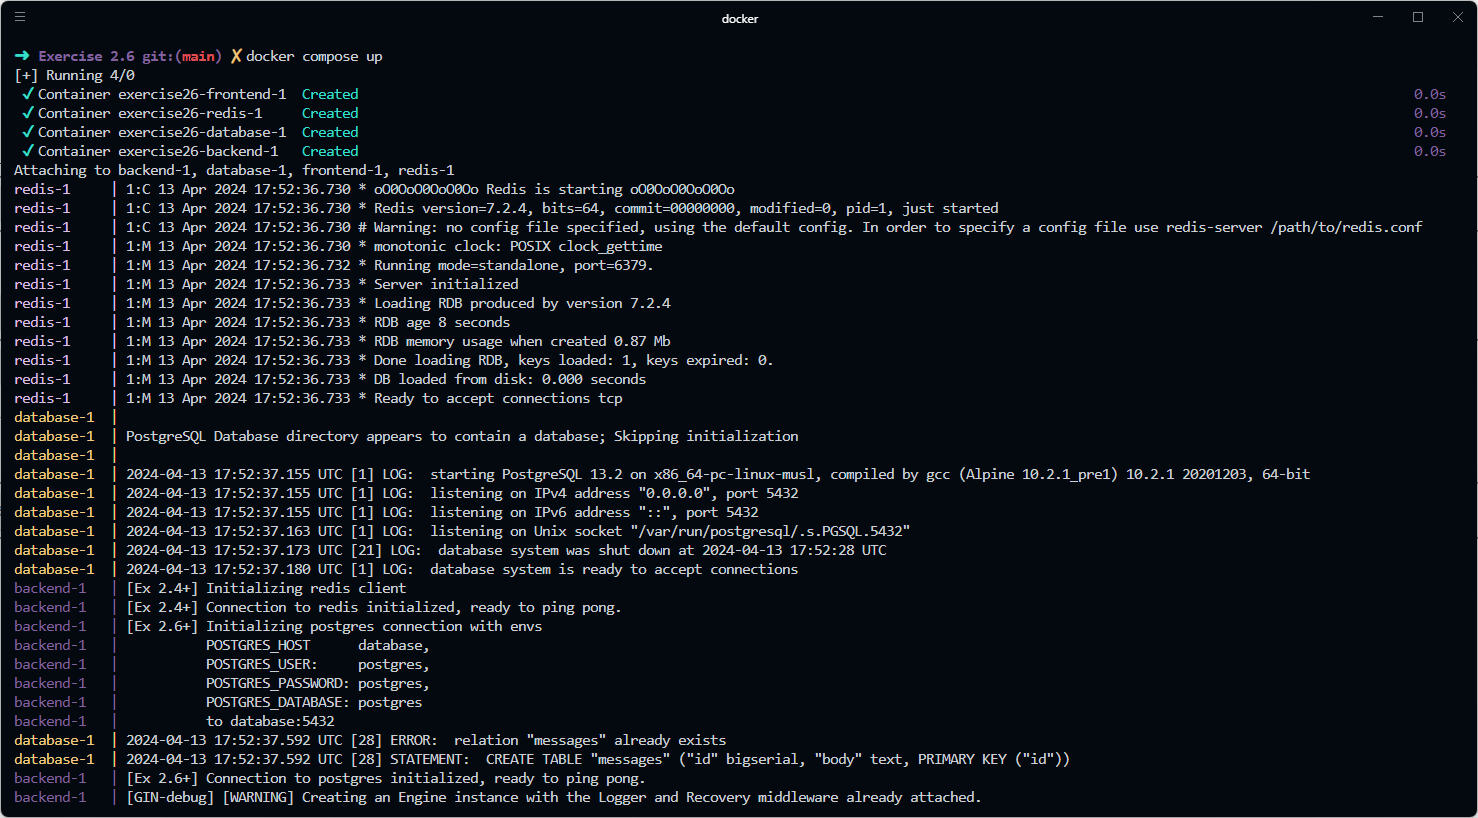 docker
➜ Exercise 2.6 git:(main) ✗ docker compose up
[+] Running 4/0
✓ Container exercise26-frontend-1  Created 0.0s
✓ Container exercise26-redis-1     Created 0.0s
✓ Container exercise26-database-1  Created 0.0s
✓ Container exercise26-backend-1   Created 0.0s
Attaching to backend-1, database-1, frontend-1, redis-1
redis-1     | 1:C 13 Apr 2024 17:52:36.730 * oO0OoO0OoO0Oo Redis is starting oO0OoO0OoO0Oo
redis-1     | 1:C 13 Apr 2024 17:52:36.730 * Redis version=7.2.4, bits=64, commit=00000000, modified=0, pid=1, just started
redis-1     | 1:C 13 Apr 2024 17:52:36.730 # Warning: no config file specified, using the default config. In order to specify a config file use redis-server /path/to/redis.conf
redis-1     | 1:M 13 Apr 2024 17:52:36.730 * monotonic clock: POSIX clock_gettime
redis-1     | 1:M 13 Apr 2024 17:52:36.732 * Running mode=standalone, port=6379.
redis-1     | 1:M 13 Apr 2024 17:52:36.733 * Server initialized
redis-1     | 1:M 13 Apr 2024 17:52:36.733 * Loading RDB produced by version 7.2.4
redis-1     | 1:M 13 Apr 2024 17:52:36.733 * RDB age 8 seconds
redis-1     | 1:M 13 Apr 2024 17:52:36.733 * RDB memory usage when created 0.87 Mb
redis-1     | 1:M 13 Apr 2024 17:52:36.733 * Done loading RDB, keys loaded: 1, keys expired: 0.
redis-1     | 1:M 13 Apr 2024 17:52:36.733 * DB loaded from disk: 0.000 seconds
redis-1     | 1:M 13 Apr 2024 17:52:36.733 * Ready to accept connections tcp
database-1  |
database-1  | PostgreSQL Database directory appears to contain a database; Skipping initialization
database-1  |
database-1  | 2024-04-13 17:52:37.155 UTC [1] LOG:  starting PostgreSQL 13.2 on x86_64-pc-linux-musl, compiled by gcc (Alpine 10.2.1_pre1) 10.2.1 20201203, 64-bit
database-1  | 2024-04-13 17:52:37.155 UTC [1] LOG:  listening on IPv4 address "0.0.0.0", port 5432
database-1  | 2024-04-13 17:52:37.155 UTC [1] LOG:  listening on IPv6 address "::", port 5432
database-1  | 2024-04-13 17:52:37.163 UTC [1] LOG:  listening on Unix socket "/var/run/postgresql/.s.PGSQL.5432"
database-1  | 2024-04-13 17:52:37.173 UTC [21] LOG:  database system was shut down at 2024-04-13 17:52:28 UTC
database-1  | 2024-04-13 17:52:37.180 UTC [1] LOG:  database system is ready to accept connections
backend-1   | [Ex 2.4+] Initializing redis client
backend-1   | [Ex 2.4+] Connection to redis initialized, ready to ping pong.
backend-1   | [Ex 2.6+] Initializing postgres connection with envs
backend-1   |           POSTGRES_HOST      database,
backend-1   |           POSTGRES_USER:     postgres,
backend-1   |           POSTGRES_PASSWORD: postgres,
backend-1   |           POSTGRES_DATABASE: postgres
backend-1   |           to database:5432
database-1  | 2024-04-13 17:52:37.592 UTC [28] ERROR:  relation "messages" already exists
database-1  | 2024-04-13 17:52:37.592 UTC [28] STATEMENT:  CREATE TABLE "messages" ("id" bigserial, "body" text, PRIMARY KEY ("id"))
backend-1   | [Ex 2.6+] Connection to postgres initialized, ready to ping pong.
backend-1   | [GIN-debug] [WARNING] Creating an Engine instance with the Logger and Recovery middleware already attached.